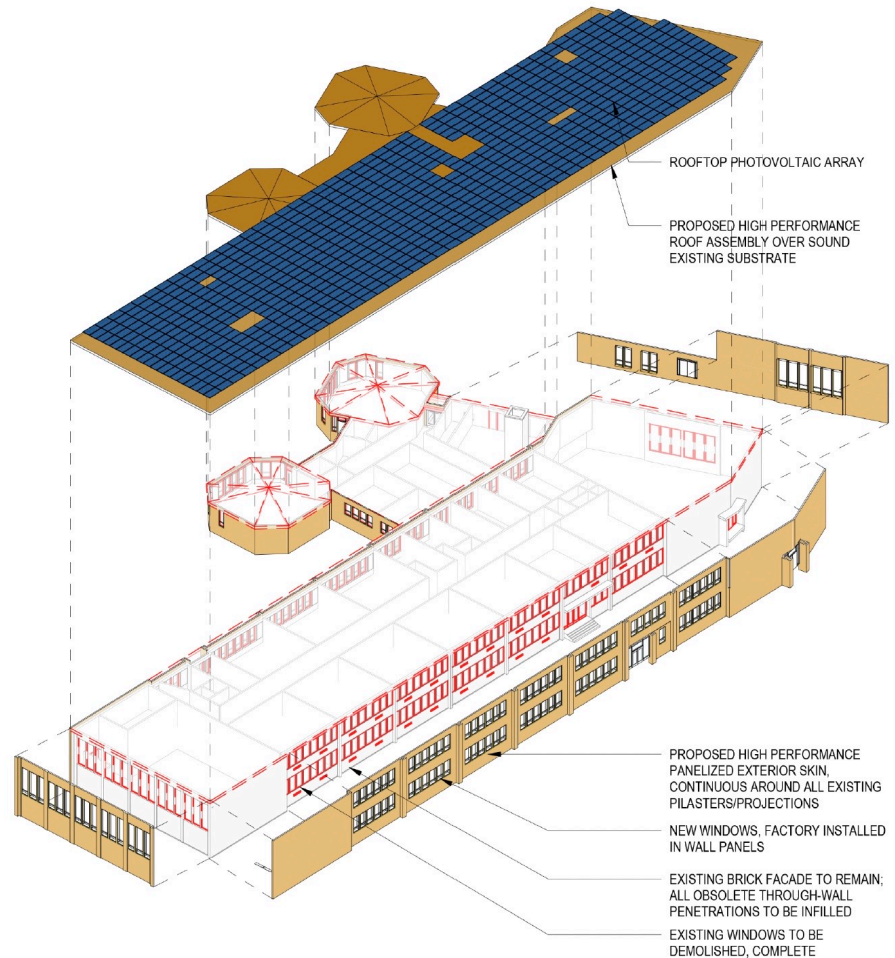 ROOFTOP PHOTOVOLTAIC ARRAY
PROPOSED HIGH PERFORMANCE
ROOF ASSEMBLY OVER SOUND
EXISTING SUBSTRATE
PROPOSED HIGH PERFORMANCE
PANELIZED EXTERIOR SKIN,
CONTINUOUS AROUND ALL EXISTING
PILASTERS/PROJECTIONS
NEW WINDOWS, FACTORY INSTALLED
IN WALL PANELS
EXISTING BRICK FACADE TO REMAIN;
ALL OBSOLETE THROUGH-WALL
PENETRATIONS TO BE INFILLED
EXISTING WINDOWS TO BE
DEMOLISHED, COMPLETE